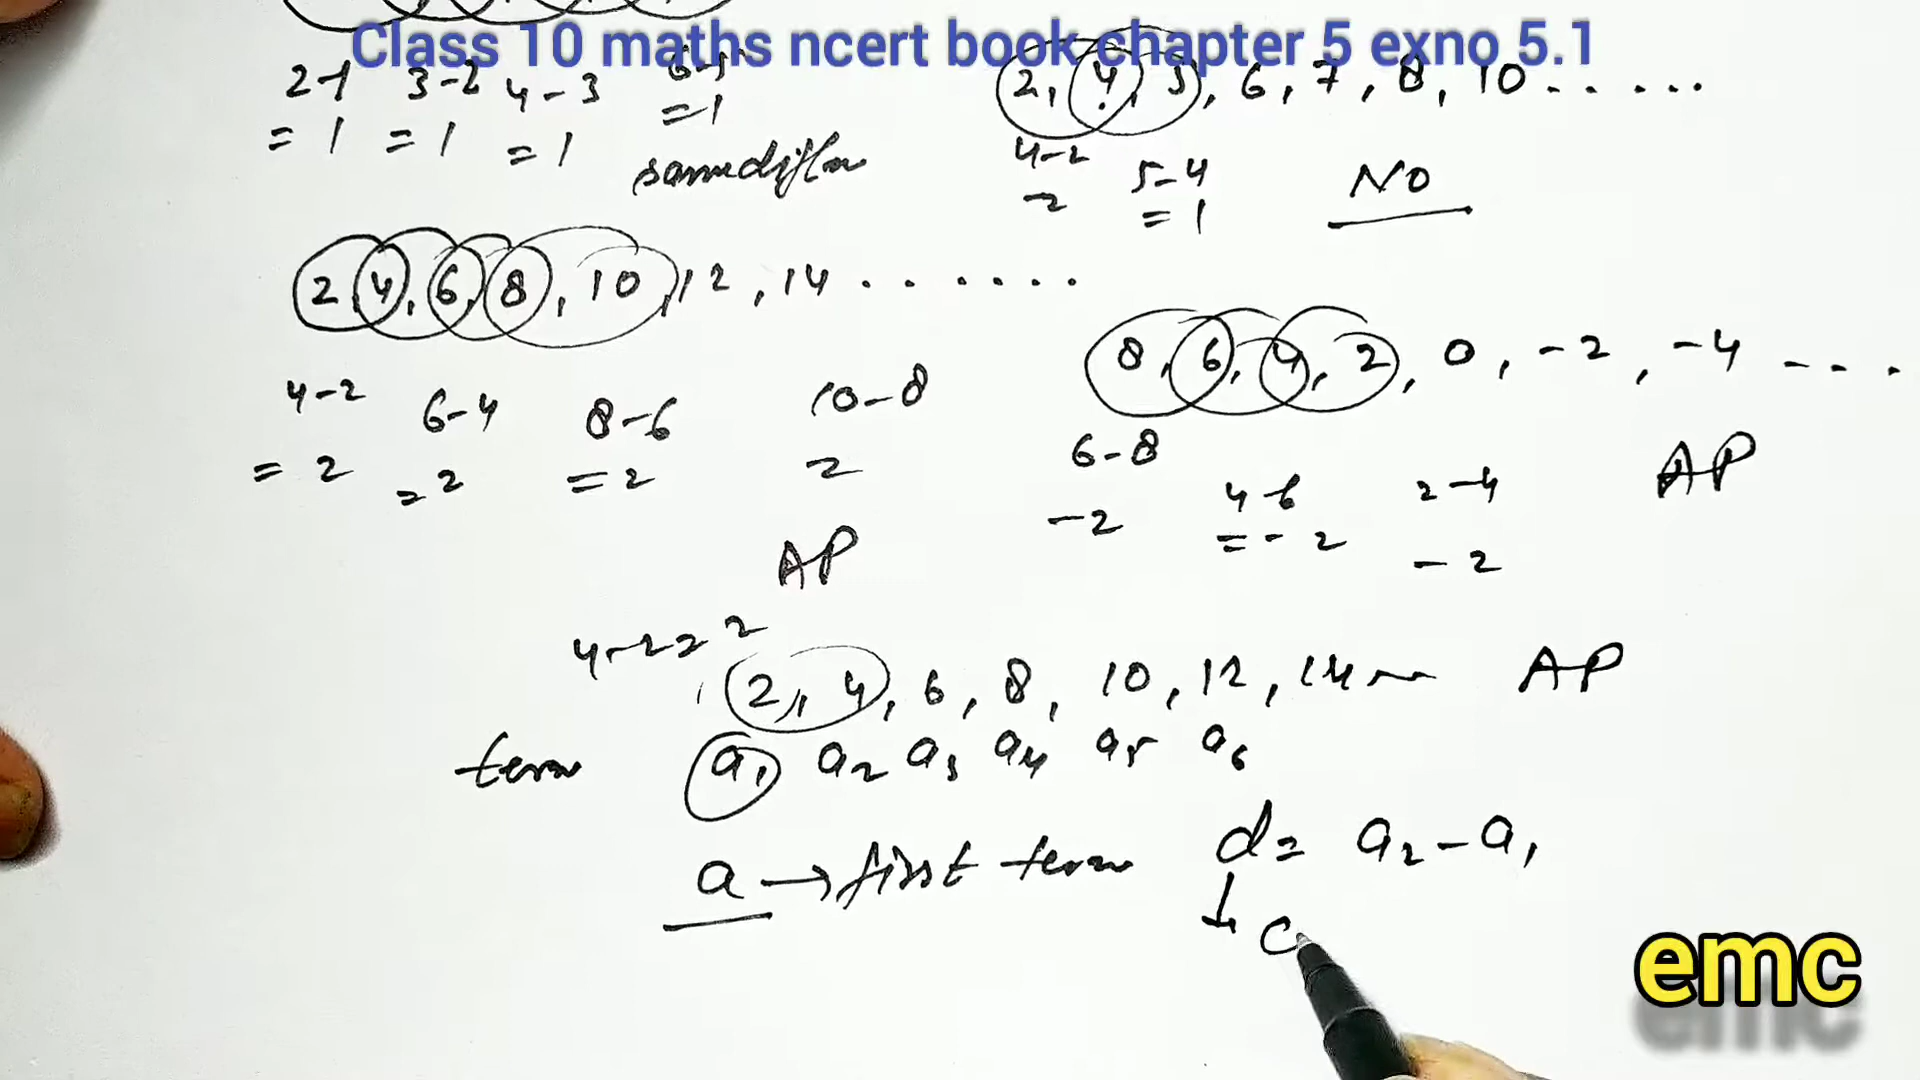 Class 10 maths ncert book chapter 5 exno 5.1
2-1 3-2 4-3
= 1 = 1 = 1 = 1
same
2, 4, 5, 6, 7, 8, 10 . . . . .
4-2 5-4
2 = 1
NO
2, 4, 6, 8, 10, 12, 14 . . . . . .
4-2 6-4 8-6 10-8
= 2 = 2 = 2 2
AP
8, 6, 4, 2, 0, -2, -4 - - - .
6-8 4-6 2-4
-2 = -2 -2
AP
4-2=2
2, 4, 6, 8, 10, 12, 14 AP
term a1 a2 a3 a4 a5 a6
a → first term d = a2 - a1
C
emc